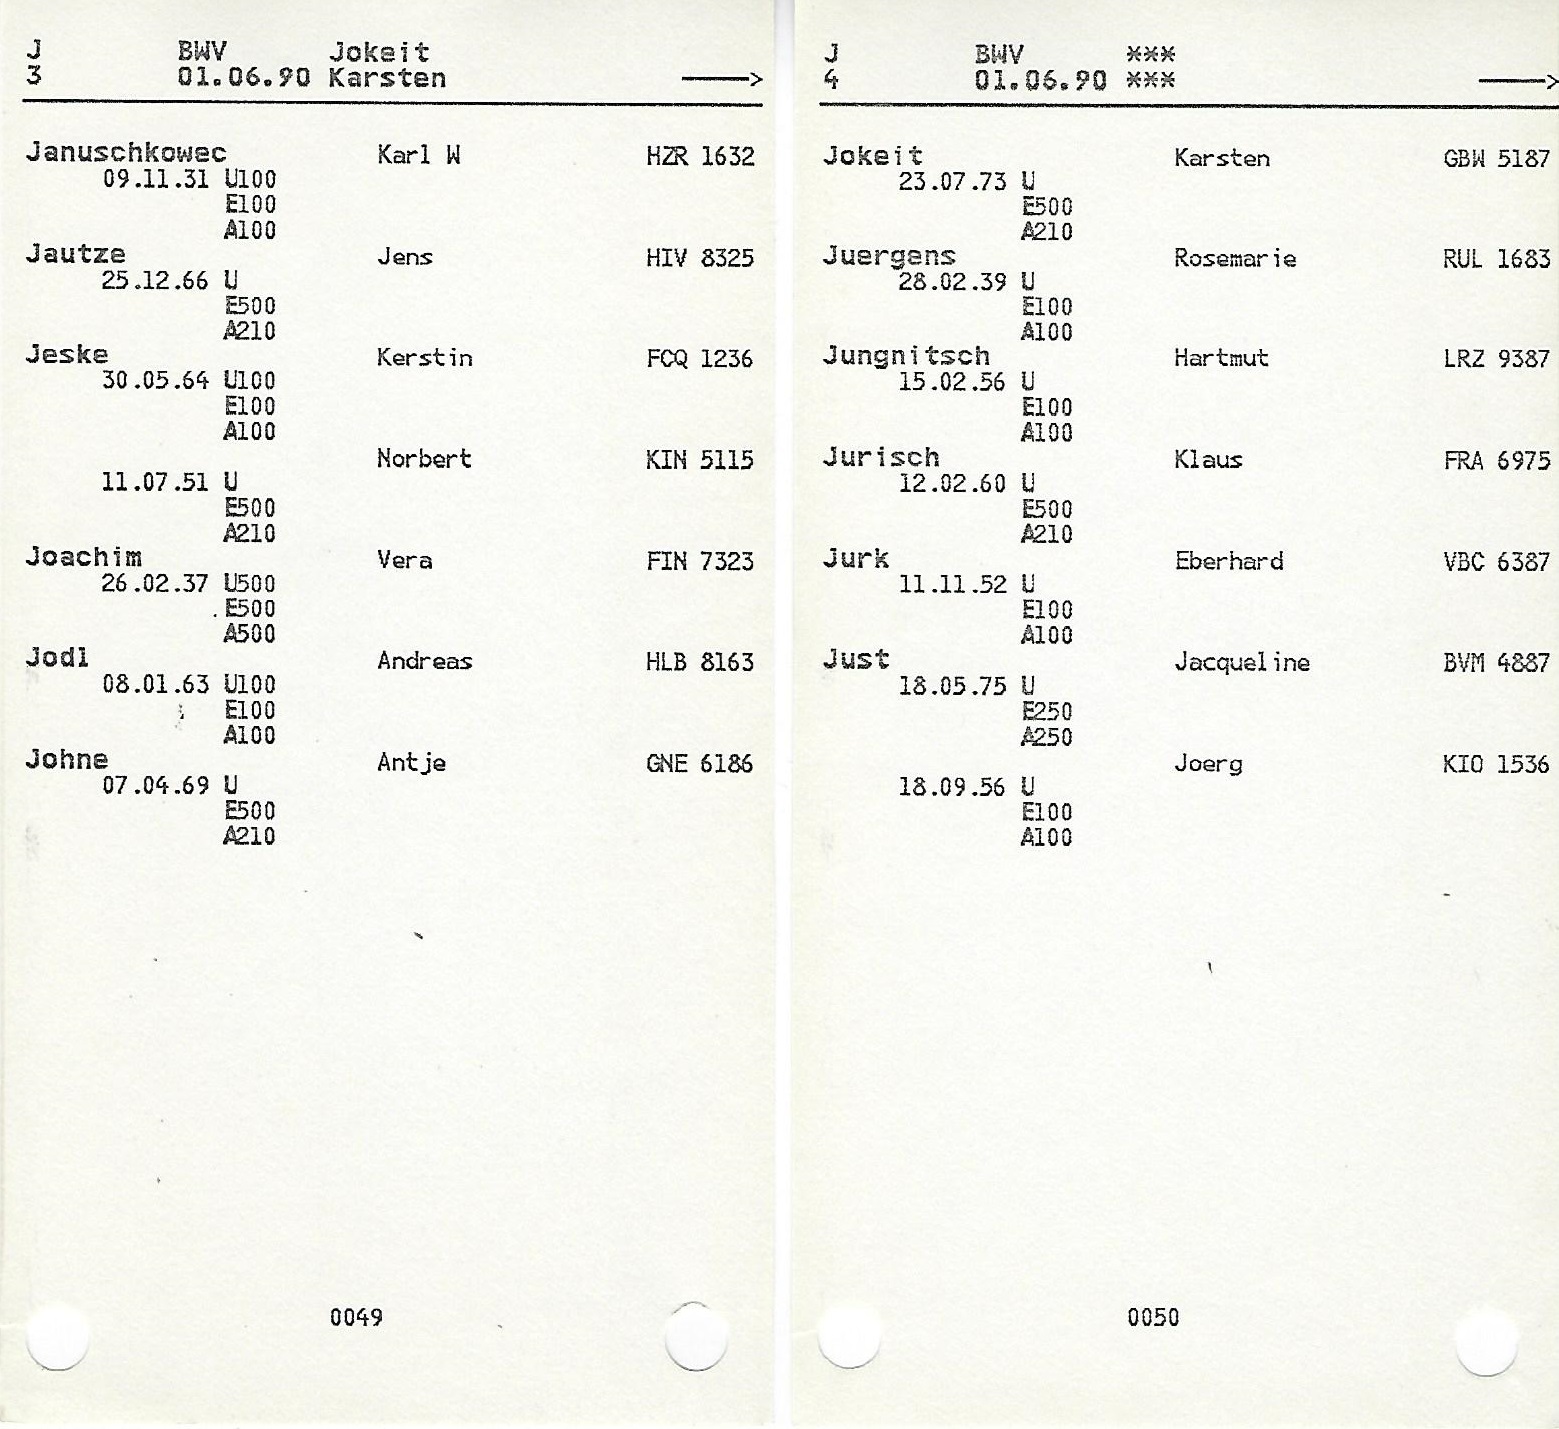 J BWV Jokeit
3 01.06.90 Karsten --->
Januschkowec Karl W HZR 1632
09.11.31 U100
E100
A100
Jautze Jens HIV 8325
25.12.66 U
E500
A210
Jeske Kerstin FCQ 1236
30.05.64 U100
E100
A100
Norbert KIN 5115
11.07.51 U
E500
A210
Joachim Vera FIN 7323
26.02.37 U500
E500
A500
Jodl Andreas HLB 8163
08.01.63 U100
E100
A100
Johne Antje GNE 6186
07.04.69 U
E500
A210
0049
J BWV ***
4 01.06.90 *** --->
Jokeit Karsten GBW 5187
23.07.73 U
E500
A210
Juergens Rosemarie RUL 1683
28.02.39 U
E100
A100
Jungnitsch Hartmut LRZ 9387
15.02.56 U
E100
A100
Jurisch Klaus FRA 6975
12.02.60 U
E500
A210
Jurk Eberhard VBC 6387
11.11.52 U
E100
A100
Just Jacqueline BVM 4887
18.05.75 U
E250
A250
Joerg KIO 1536
18.09.56 U
E100
A100
0050